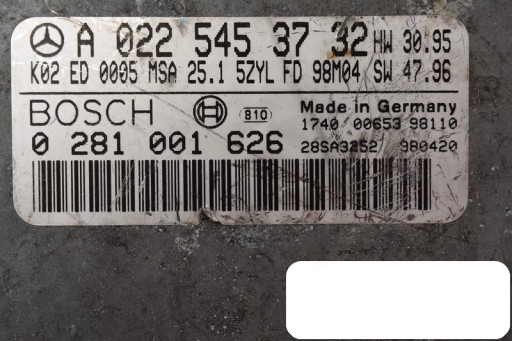 A 022 545 37 32 HW 30.95
K02 ED 0005 MSA 25.1 5ZYL FD 98M04 SW 47.96
BOSCH 810 Made in Germany
1740 00653 98110
0 281 001 626 28SA3252 980420